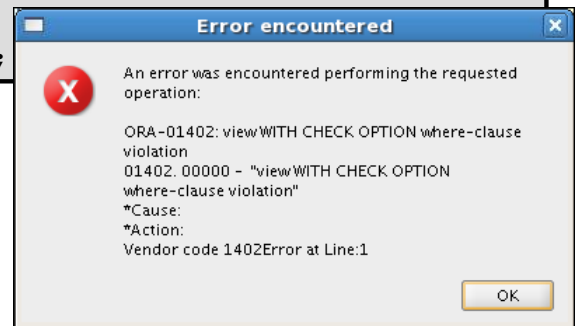 ;
Error encountered
An error was encountered performing the requested
operation:
ORA-01402: view WITH CHECK OPTION where-clause
violation
01402. 00000 - "view WITH CHECK OPTION
where-clause violation"
*Cause:
*Action:
Vendor code 1402Error at Line:1
OK